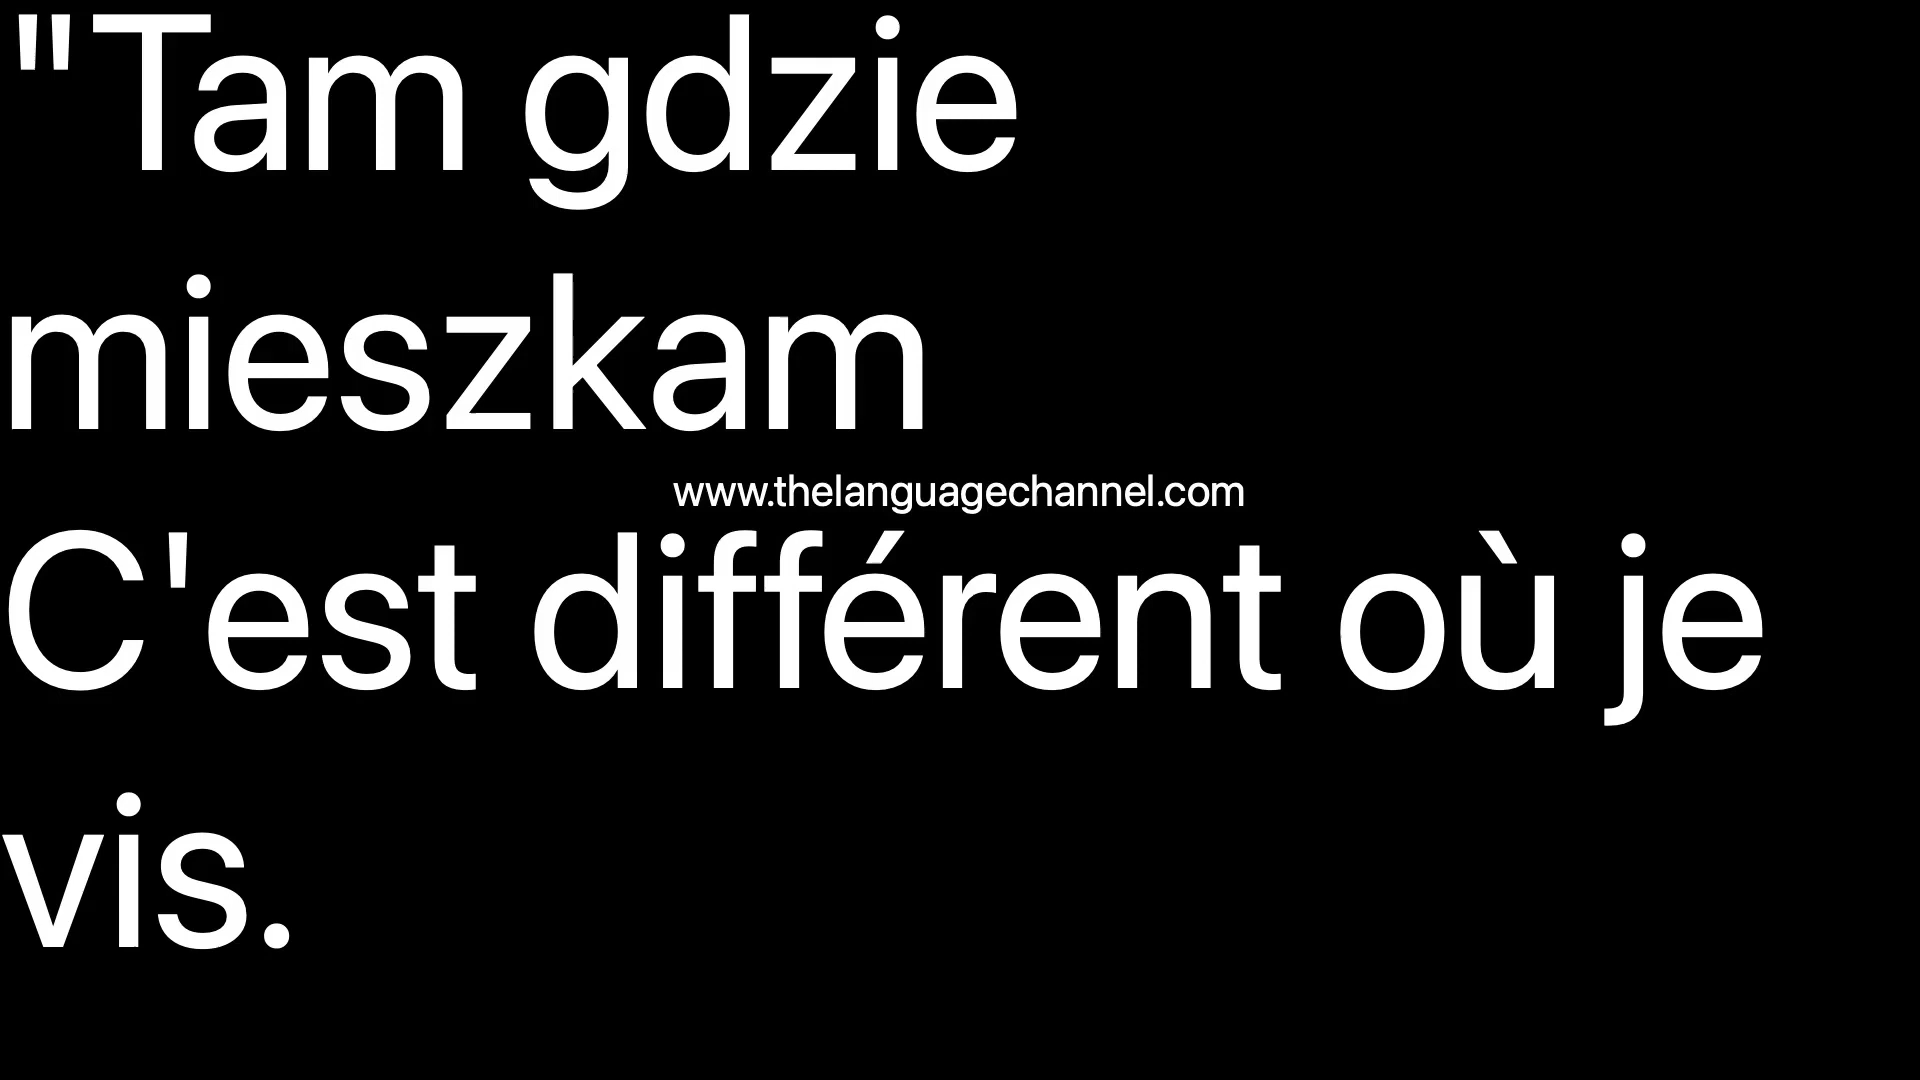 "Tam gdzie
mieszkam
www.thelanguagechannel.com
C'est différent où je
vis.